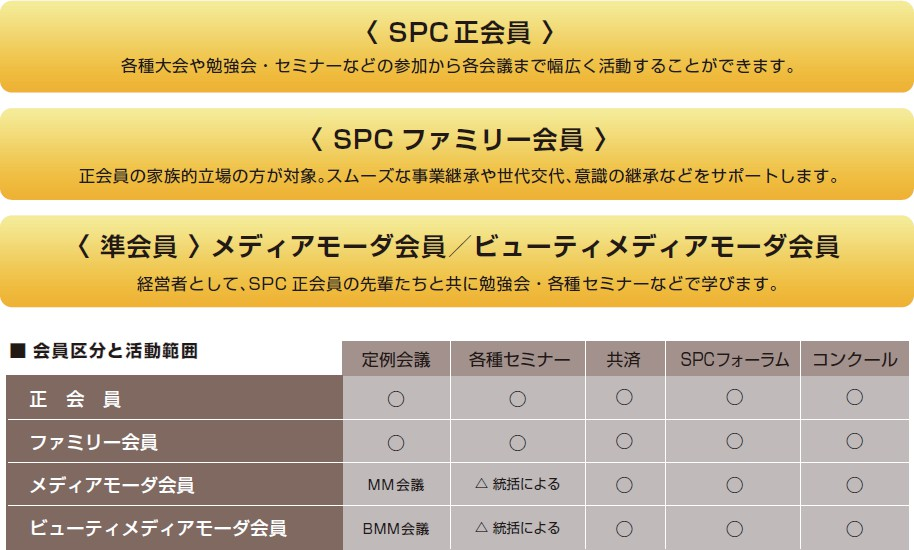 〈 SPC正会員 〉
各種大会や勉強会・セミナーなどの参加から各会議まで幅広く活動することができます。
〈 SPC ファミリー会員 〉
正会員の家族的立場の方が対象。スムーズな事業継承や世代交代、意識の継承などをサポートします。
〈 準会員 〉メディアモーダ会員／ビューティメディアモーダ会員
経営者として、SPC正会員の先輩たちと共に勉強会・各種セミナーなどで学びます。
■ 会員区分と活動範囲
定例会議 各種セミナー 共済 SPCフォーラム コンクール
正　会　員 ○ ○ ○ ○ ○
ファミリー会員 ○ ○ ○ ○ ○
メディアモーダ会員 MM会議 △ 統括による ○ ○ ○
ビューティメディアモーダ会員 BMM会議 △ 統括による ○ ○ ○